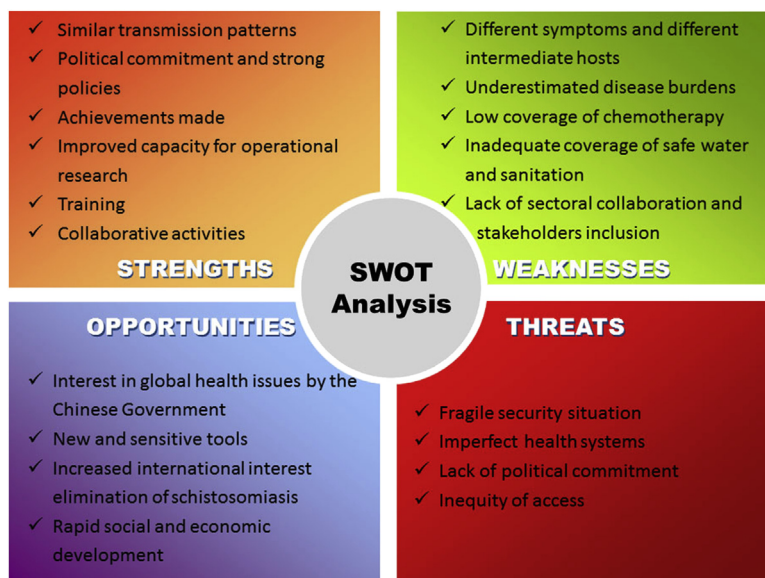 ✓ Similar transmission patterns
✓ Political commitment and strong
policies
✓ Achievements made
✓ Improved capacity for operational
research
✓ Training
✓ Collaborative activities
STRENGTHS
✓ Different symptoms and different
intermediate hosts
✓ Underestimated disease burdens
✓ Low coverage of chemotherapy
✓ Inadequate coverage of safe water
and sanitation
✓ Lack of sectoral collaboration and
stakeholders inclusion
WEAKNESSES
SWOT
Analysis
OPPORTUNITIES
✓ Interest in global health issues by the
Chinese Government
✓ New and sensitive tools
✓ Increased international interest
elimination of schistosomiasis
✓ Rapid social and economic
development
THREATS
✓ Fragile security situation
✓ Imperfect health systems
✓ Lack of political commitment
✓ Inequity of access